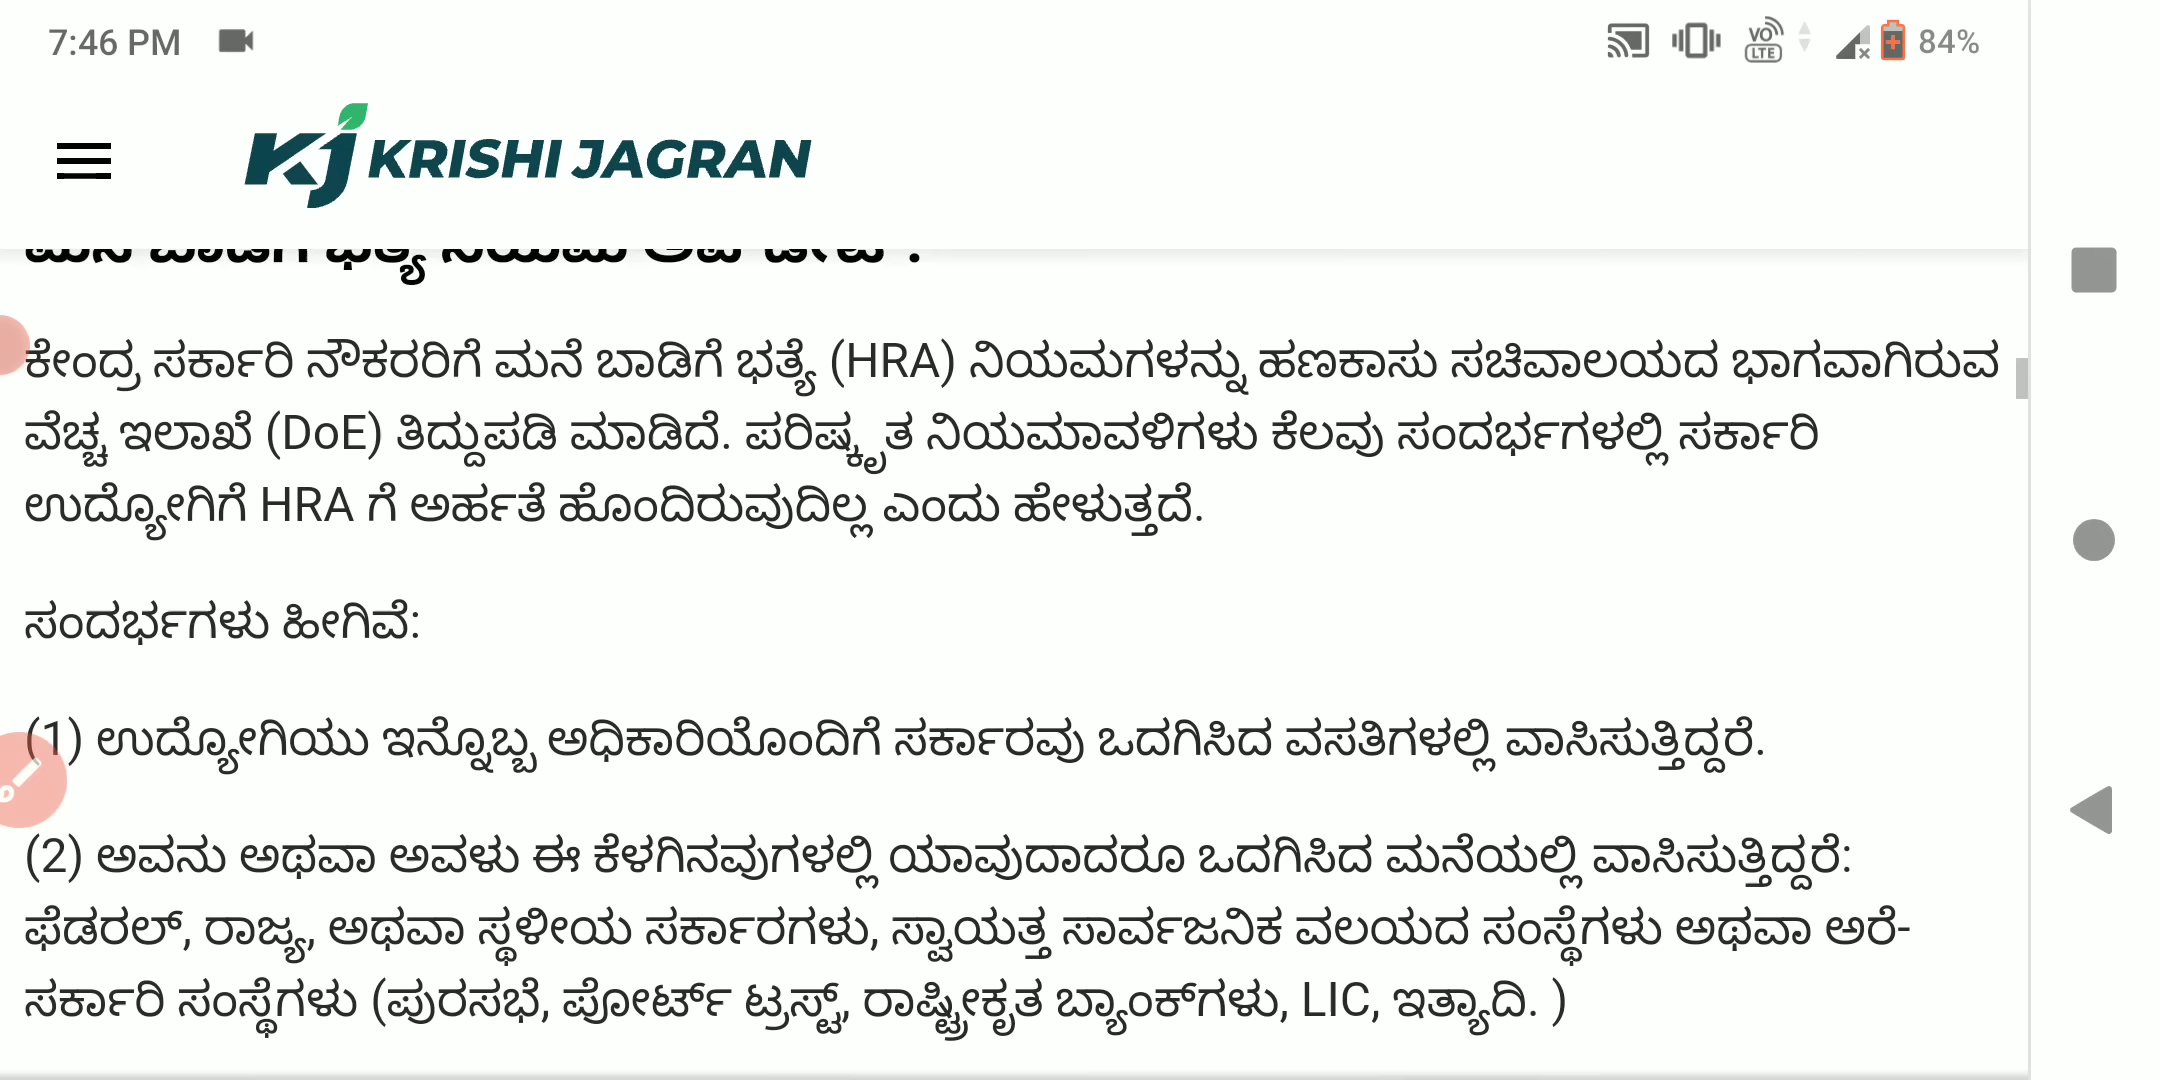 7:46 PM
VO LTE
84%
KJ KRISHI JAGRAN
ಕೇಂದ್ರ ಸರ್ಕಾರಿ ನೌಕರರಿಗೆ ಮನೆ ಬಾಡಿಗೆ ಭತ್ಯೆ (HRA) ನಿಯಮಗಳನ್ನು ಹಣಕಾಸು ಸಚಿವಾಲಯದ ಭಾಗವಾಗಿರುವ
ವೆಚ್ಚ ಇಲಾಖೆ (DoE) ತಿದ್ದುಪಡಿ ಮಾಡಿದೆ. ಪರಿಷ್ಕೃತ ನಿಯಮಾವಳಿಗಳು ಕೆಲವು ಸಂದರ್ಭಗಳಲ್ಲಿ ಸರ್ಕಾರಿ
ಉದ್ಯೋಗಿಗೆ HRA ಗೆ ಅರ್ಹತೆ ಹೊಂದಿರುವುದಿಲ್ಲ ಎಂದು ಹೇಳುತ್ತದೆ.
ಸಂದರ್ಭಗಳು ಹೀಗಿವೆ:
(1) ಉದ್ಯೋಗಿಯು ಇನ್ನೊಬ್ಬ ಅಧಿಕಾರಿಯೊಂದಿಗೆ ಸರ್ಕಾರವು ಒದಗಿಸಿದ ವಸತಿಗಳಲ್ಲಿ ವಾಸಿಸುತ್ತಿದ್ದರೆ.
(2) ಅವನು ಅಥವಾ ಅವಳು ಈ ಕೆಳಗಿನವುಗಳಲ್ಲಿ ಯಾವುದಾದರೂ ಒದಗಿಸಿದ ಮನೆಯಲ್ಲಿ ವಾಸಿಸುತ್ತಿದ್ದರೆ:
ಫೆಡರಲ್, ರಾಜ್ಯ, ಅಥವಾ ಸ್ಥಳೀಯ ಸರ್ಕಾರಗಳು, ಸ್ವಾಯತ್ತ ಸಾರ್ವಜನಿಕ ವಲಯದ ಸಂಸ್ಥೆಗಳು ಅಥವಾ ಅರೆ-
ಸರ್ಕಾರಿ ಸಂಸ್ಥೆಗಳು (ಪುರಸಭೆ, ಪೋರ್ಟ್ ಟ್ರಸ್ಟ್, ರಾಷ್ಟ್ರೀಕೃತ ಬ್ಯಾಂಕ್‌ಗಳು, LIC, ಇತ್ಯಾದಿ. )